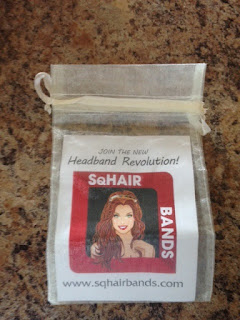 JOIN THE NEW
Headband Revolution!
SQHAIR
BANDS
www.sqhairbands.com